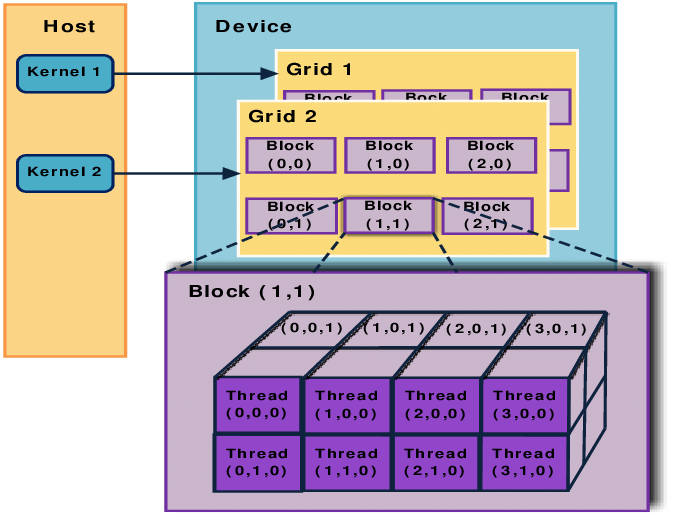 Host
Device
Kernel 1
Grid 1
Block
Block
Block
Grid 2
Block
(0,0)
Block
(1,0)
Block
(2,0)
Kernel 2
Block
(0,1)
Block
(1,1)
Block
(2,1)
Block (1,1)
(0,0,1)
(1,0,1)
(2,0,1)
(3,0,1)
Thread
(0,0,0)
Thread
(1,0,0)
Thread
(2,0,0)
Thread
(3,0,0)
Thread
(0,1,0)
Thread
(1,1,0)
Thread
(2,1,0)
Thread
(3,1,0)